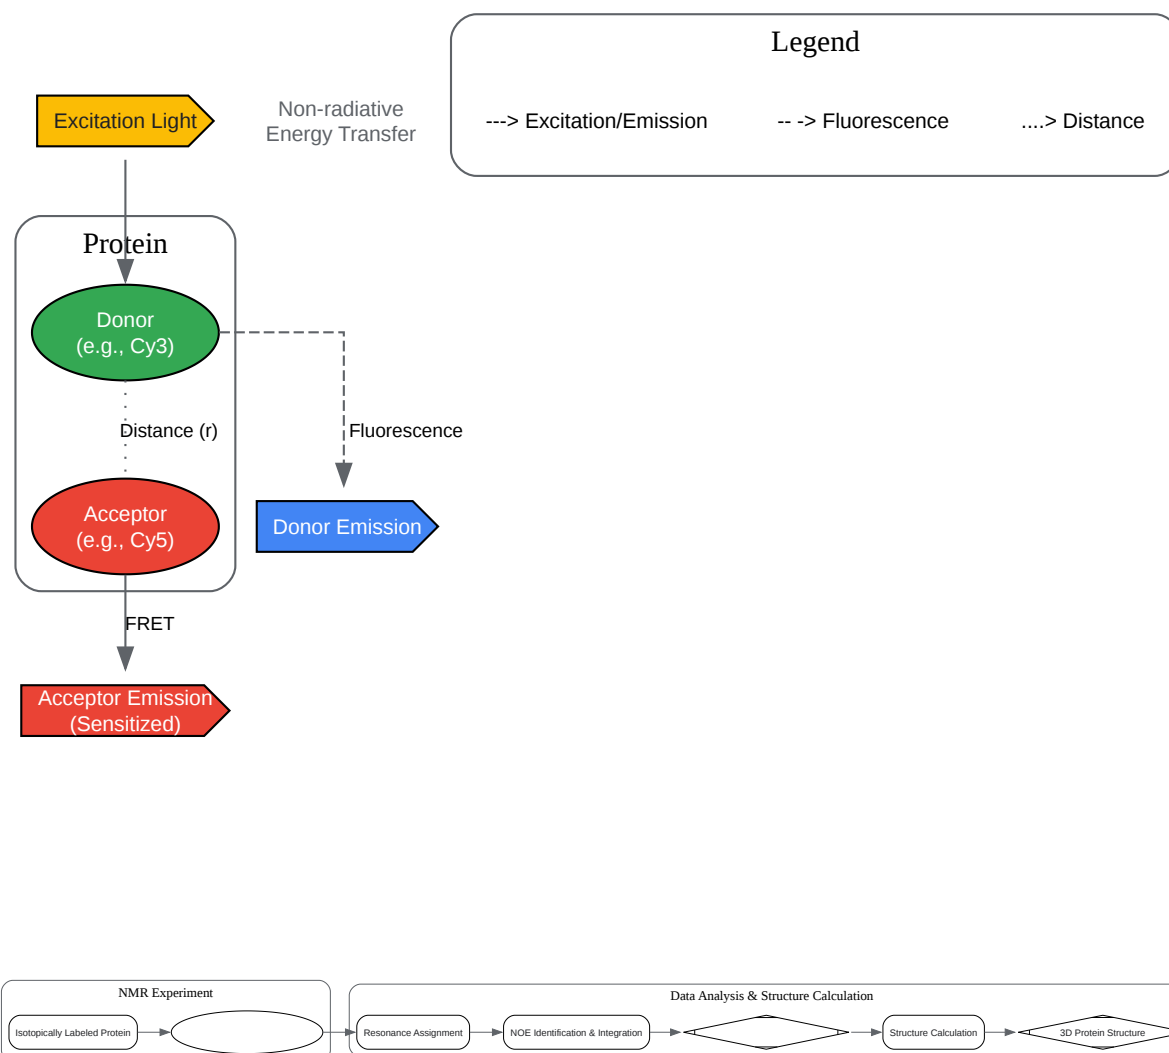 Legend
Excitation Light
Non-radiative
Energy Transfer
---> Excitation/Emission
-- -> Fluorescence
....> Distance
Protein
Donor
(e.g., Cy3)
Distance (r)
Fluorescence
Acceptor
(e.g., Cy5)
Donor Emission
FRET
Acceptor Emission
(Sensitized)
NMR Experiment
Data Analysis & Structure Calculation
Isotopically Labeled Protein
Resonance Assignment
NOE Identification & Integration
Structure Calculation
3D Protein Structure